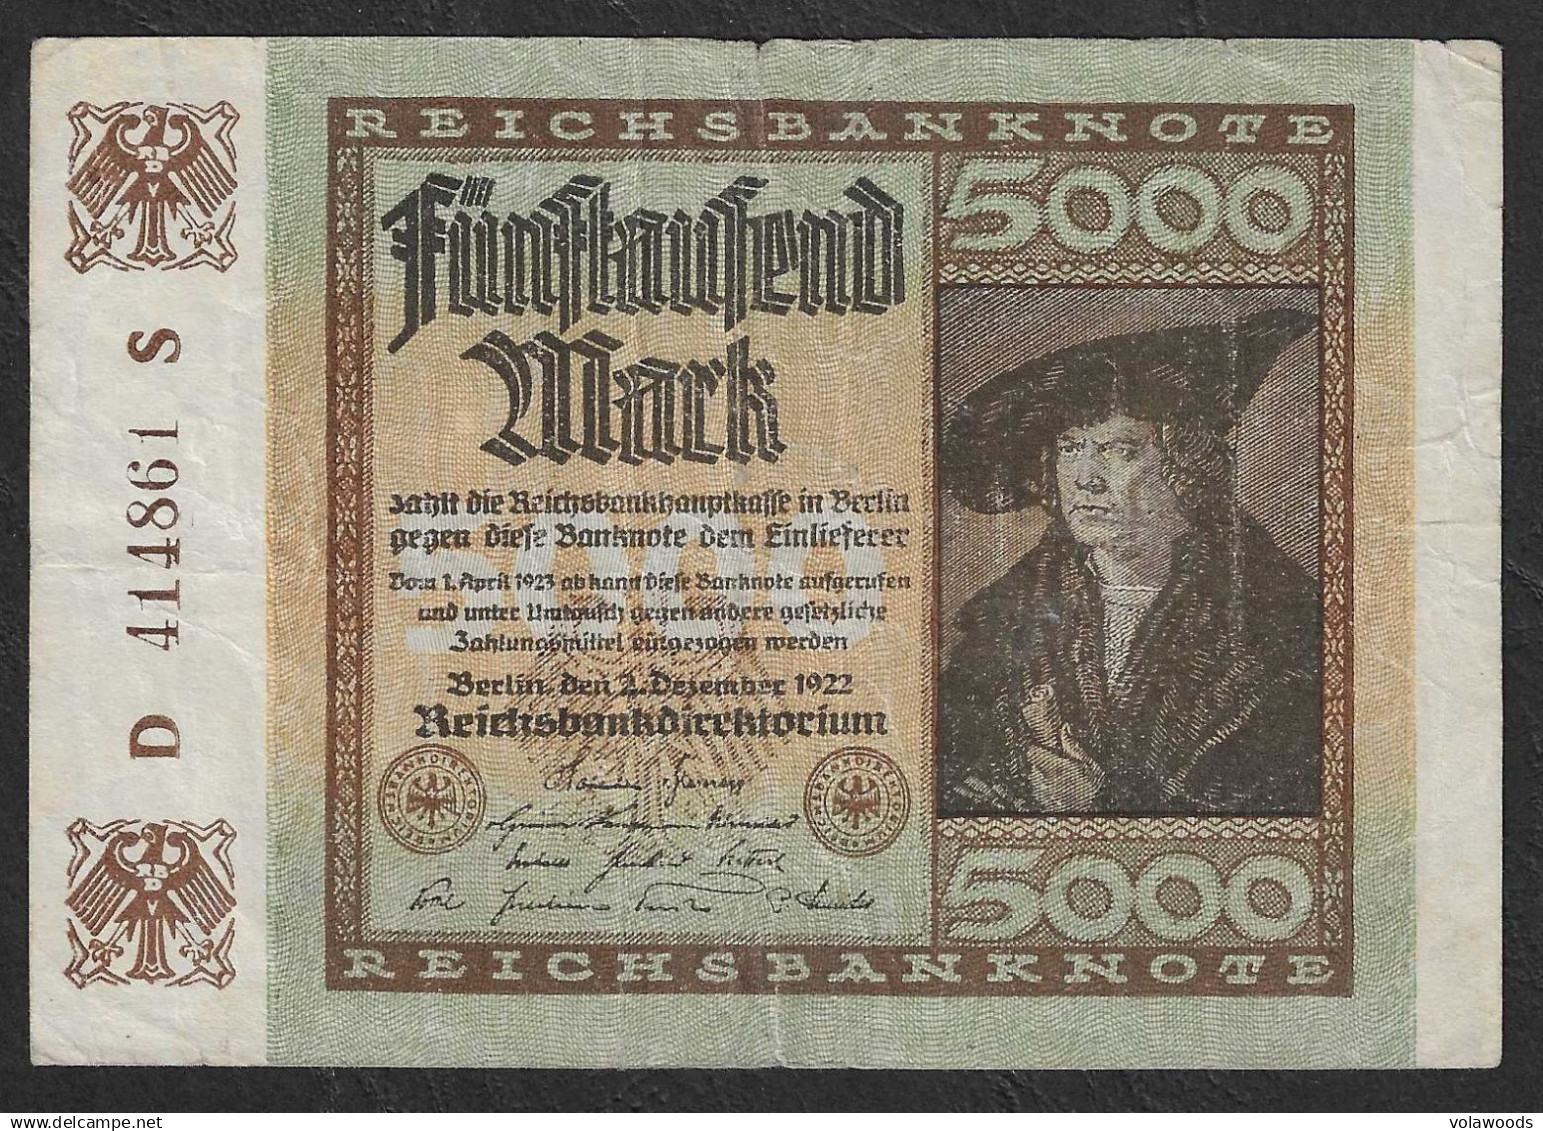 REICHSBANKNOTE
5000
Fünftausend
Mark
zahlt die Reichsbankhauptkasse in Berlin
gegen diese Banknote dem Einlieferer
Vom 1. April 1923 ab kann diese Banknote aufgerufen
und unter Umtausch gegen andere gesetzliche
Zahlungsmittel eingezogen werden
Berlin, den 2. Dezember 1922
Reichsbankdirektorium
5000
REICHSBANKNOTE
D 414861 S
volawoods